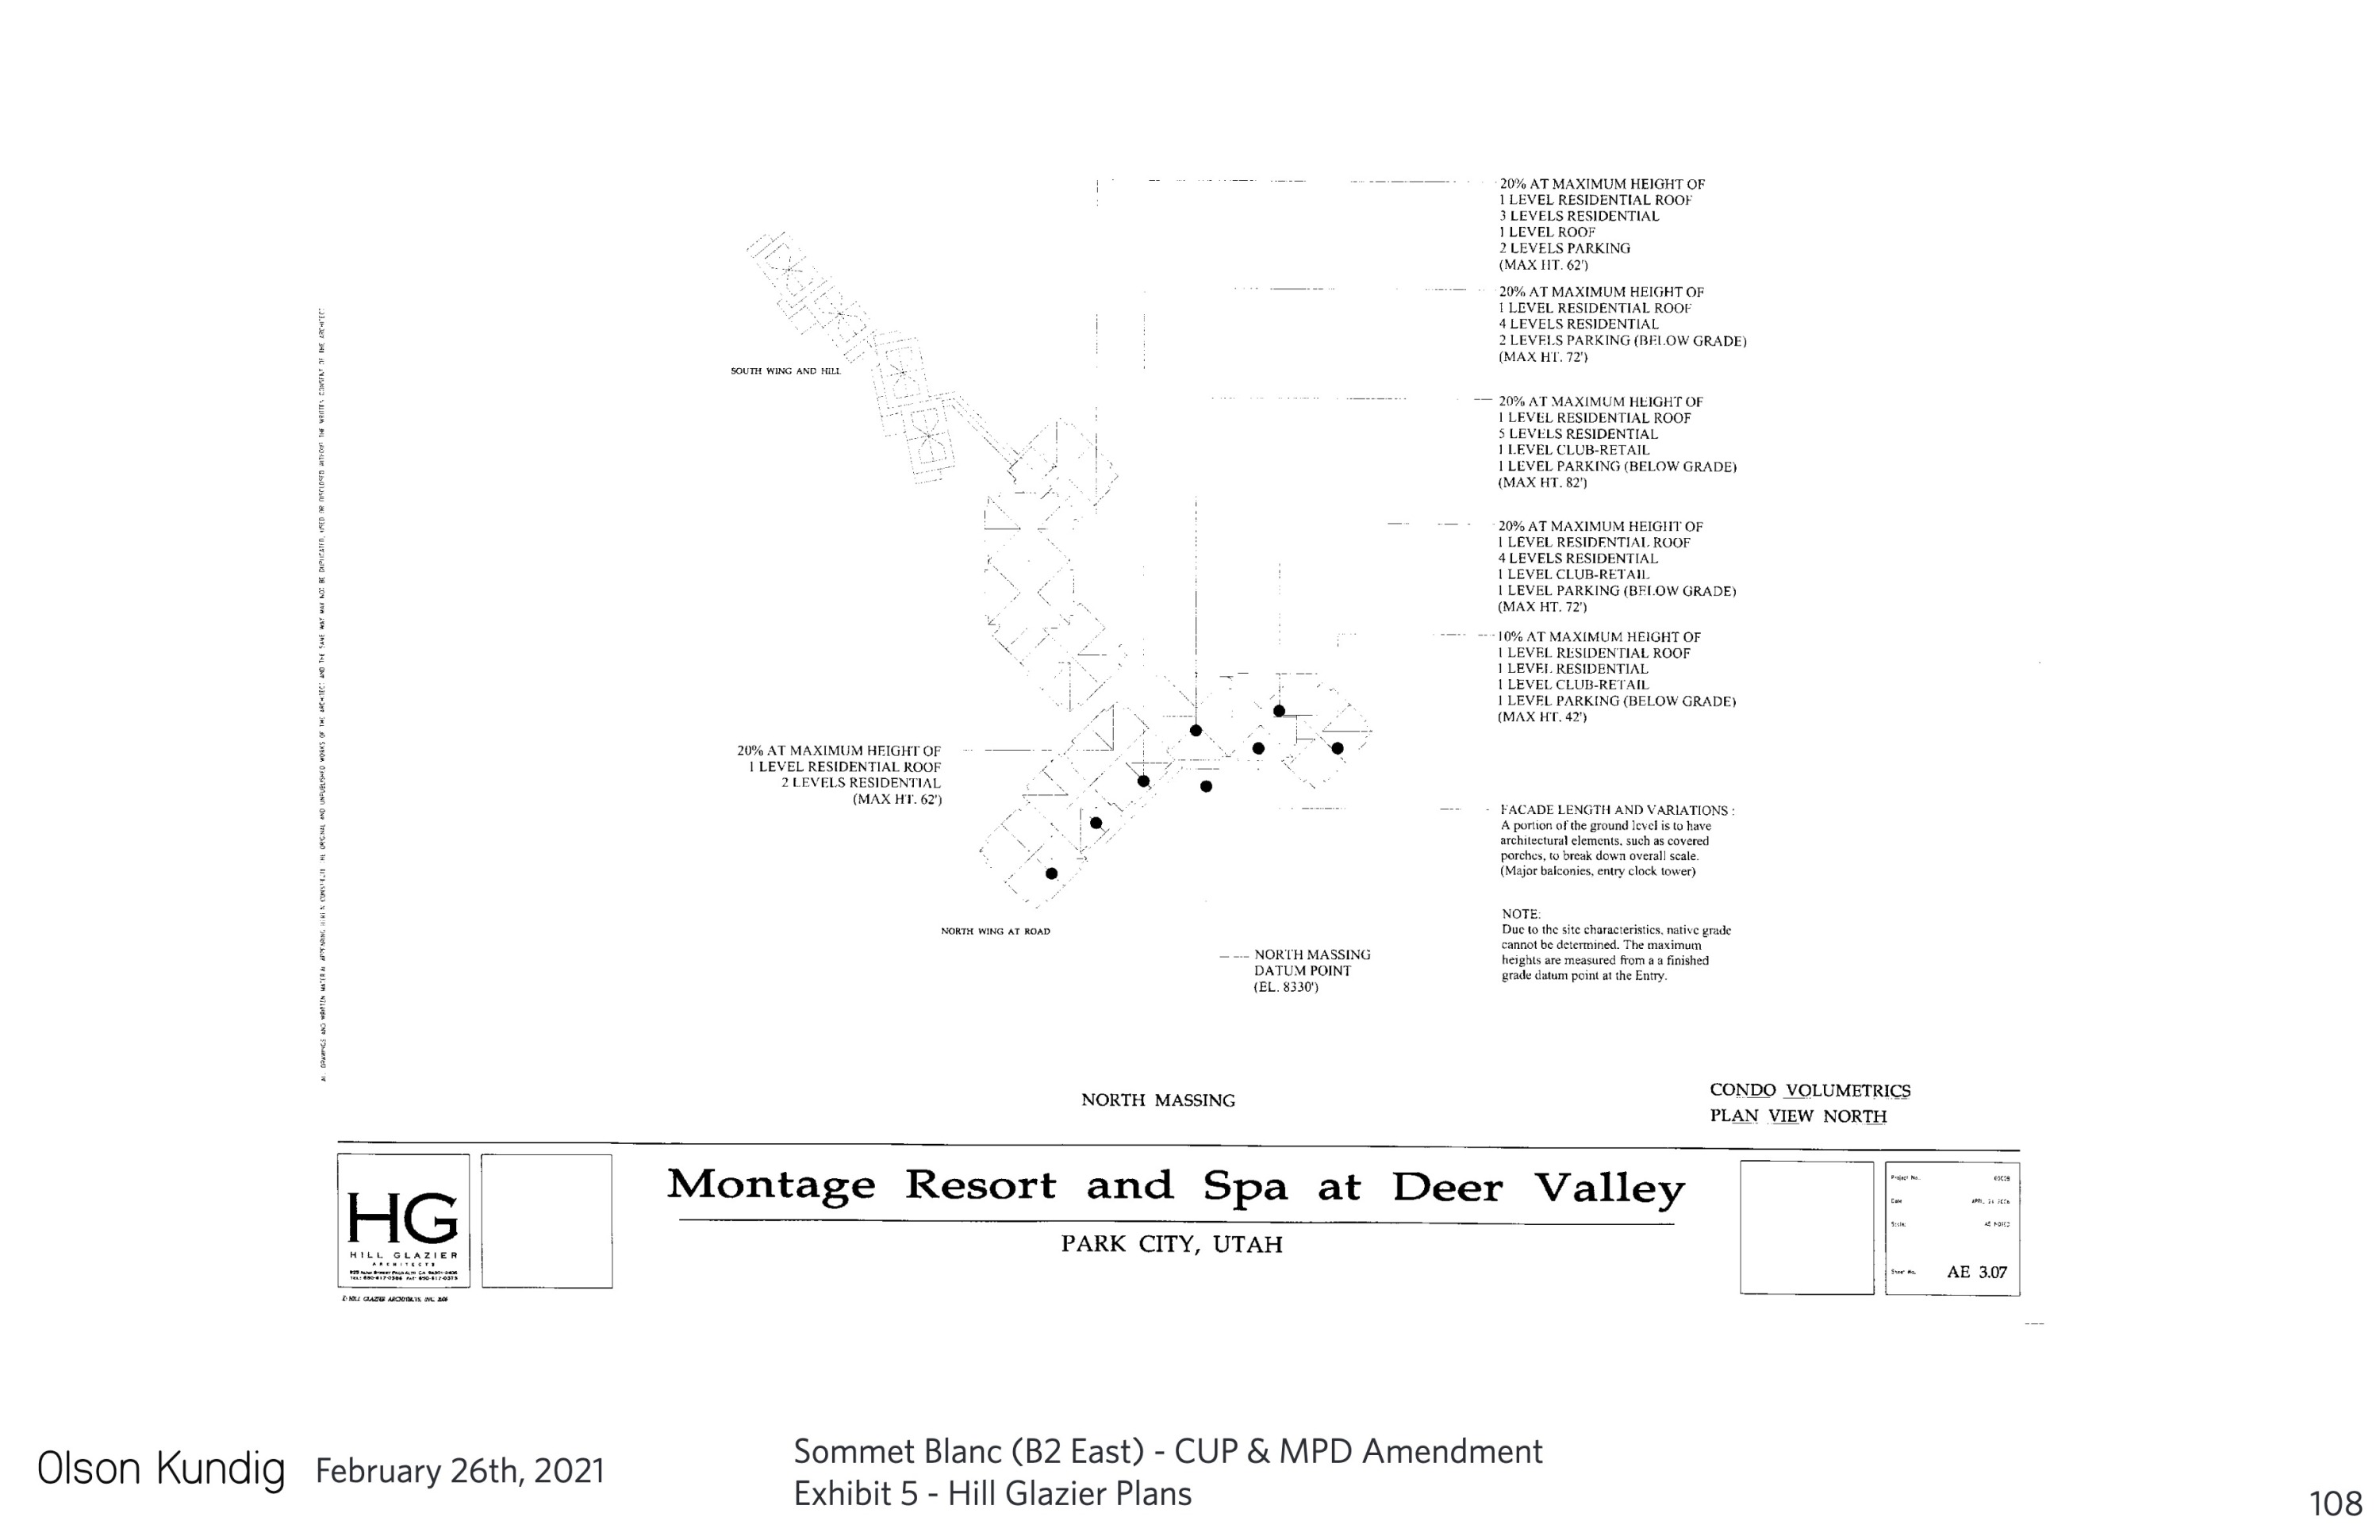 20% AT MAXIMUM HEIGHT OF
1 LEVEL RESIDENTIAL ROOF
3 LEVELS RESIDENTIAL
1 LEVEL ROOF
2 LEVELS PARKING
(MAX HT. 62')
20% AT MAXIMUM HEIGHT OF
1 LEVEL RESIDENTIAL ROOF
4 LEVELS RESIDENTIAL
2 LEVELS PARKING (BELOW GRADE)
(MAX HT. 72')
SOUTH WING AND HILL
20% AT MAXIMUM HEIGHT OF
1 LEVEL RESIDENTIAL ROOF
5 LEVELS RESIDENTIAL
1 LEVEL CLUB-RETAIL
1 LEVEL PARKING (BELOW GRADE)
(MAX HT. 82')
20% AT MAXIMUM HEIGHT OF
1 LEVEL RESIDENTIAL ROOF
4 LEVELS RESIDENTIAL
1 LEVEL CLUB-RETAIL
1 LEVEL PARKING (BELOW GRADE)
(MAX HT. 72')
10% AT MAXIMUM HEIGHT OF
1 LEVEL RESIDENTIAL ROOF
1 LEVEL RESIDENTIAL
1 LEVEL CLUB-RETAIL
1 LEVEL PARKING (BELOW GRADE)
(MAX HT. 42')
20% AT MAXIMUM HEIGHT OF
1 LEVEL RESIDENTIAL ROOF
2 LEVELS RESIDENTIAL
(MAX HT. 62')
FACADE LENGTH AND VARIATIONS :
A portion of the ground level is to have
architectural elements, such as covered
porches, to break down overall scale.
(Major balconies, entry clock tower)
NOTE:
Due to the site characteristics, native grade
cannot be determined. The maximum
heights are measured from a a finished
grade datum point at the Entry.
NORTH WING AT ROAD
NORTH MASSING
DATUM POINT
(EL. 8330')
NORTH MASSING
CONDO VOLUMETRICS
PLAN VIEW NORTH
HG
HILL GLAZIER
ARCHITECTS
Montage Resort and Spa at Deer Valley
PARK CITY, UTAH
Project No.
Date
Scale
Sheet No.
AE 3.07
© HILL GLAZIER ARCHITECTS, INC.
Olson Kundig
February 26th, 2021
Sommet Blanc (B2 East) - CUP & MPD Amendment
Exhibit 5 - Hill Glazier Plans
108